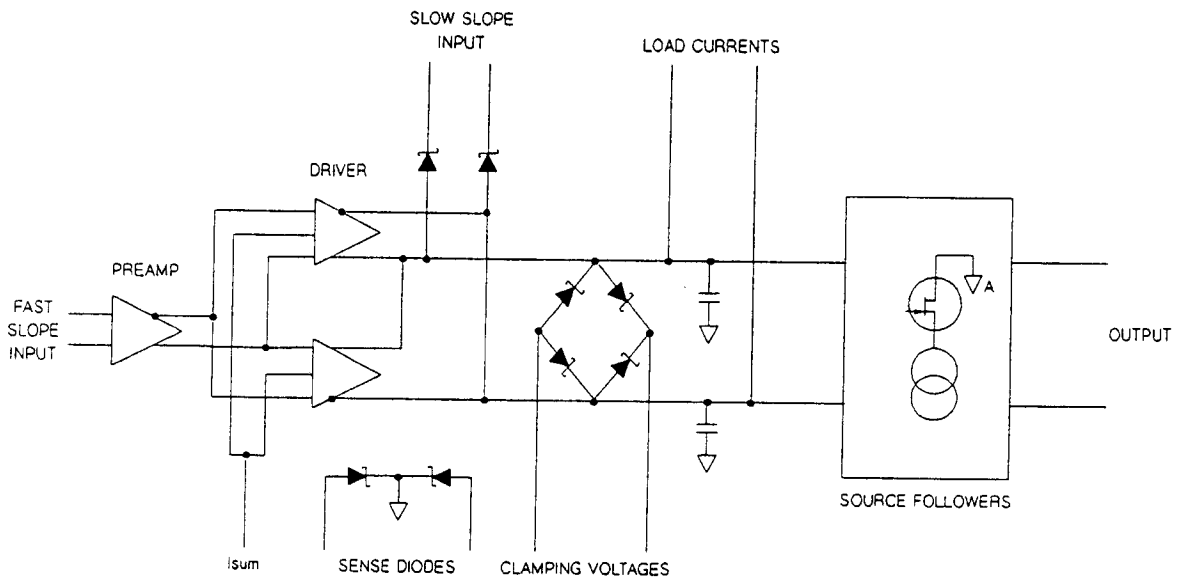 SLOW SLOPE
INPUT
LOAD CURRENTS
DRIVER
PREAMP
FAST
SLOPE
INPUT
A
OUTPUT
SOURCE FOLLOWERS
Isum
SENSE DIODES
CLAMPING VOLTAGES